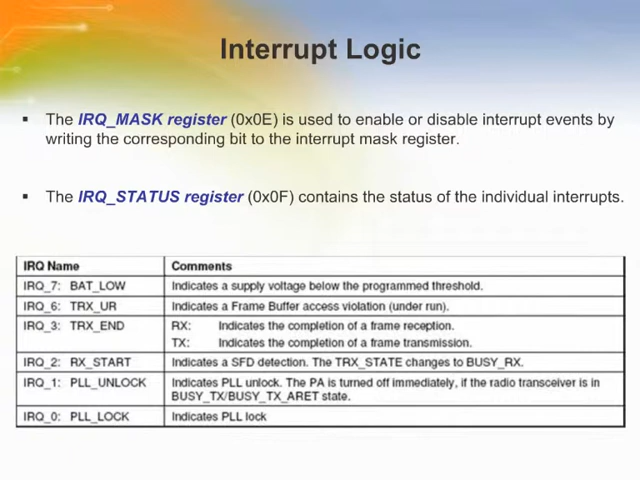 Interrupt Logic
▪ The IRQ_MASK register (0x0E) is used to enable or disable interrupt events by
writing the corresponding bit to the interrupt mask register.
▪ The IRQ_STATUS register (0x0F) contains the status of the individual interrupts.
IRQ Name Comments
IRQ_7: BAT_LOW Indicates a supply voltage below the programmed threshold.
IRQ_6: TRX_UR Indicates a Frame Buffer access violation (under run).
IRQ_3: TRX_END RX: Indicates the completion of a frame reception.
TX: Indicates the completion of a frame transmission.
IRQ_2: RX_START Indicates a SFD detection. The TRX_STATE changes to BUSY_RX.
IRQ_1: PLL_UNLOCK Indicates PLL unlock. The PA is turned off immediately, if the radio transceiver is in
BUSY_TX/BUSY_TX_ARET state.
IRQ_0: PLL_LOCK Indicates PLL lock